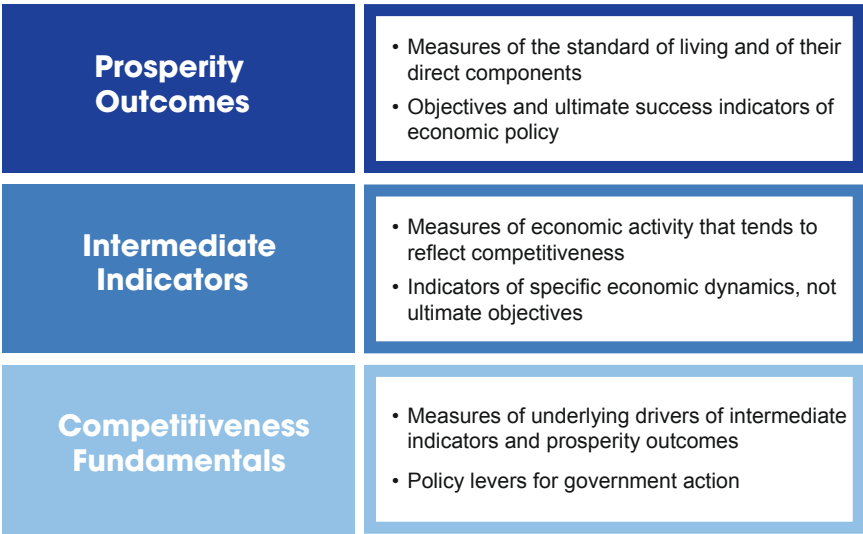 Prosperity
Outcomes
• Measures of the standard of living and of their
direct components
• Objectives and ultimate success indicators of
economic policy
Intermediate
Indicators
• Measures of economic activity that tends to
reflect competitiveness
• Indicators of specific economic dynamics, not
ultimate objectives
Competitiveness
Fundamentals
• Measures of underlying drivers of intermediate
indicators and prosperity outcomes
• Policy levers for government action